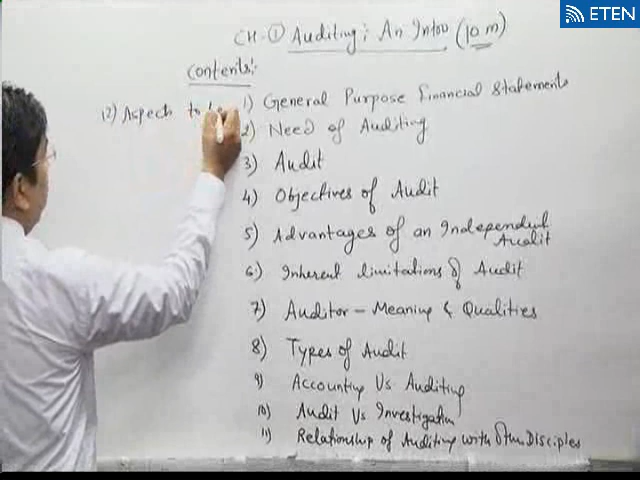 ETEN
CH-① Auditing: An Intro (10 m)
Contents:-
1) General Purpose Financial Statements
2) Need of Auditing
3) Audit
4) Objectives of Audit
5) Advantages of an Independent
Audit
6) Inherent limitations of Audit
7) Auditor - Meaning & Qualities
8) Types of Audit
9) Accounting Vs Auditing
10) Audit Vs Investigation
11) Relationship of Auditing with Other Disciples
12) Aspects to be